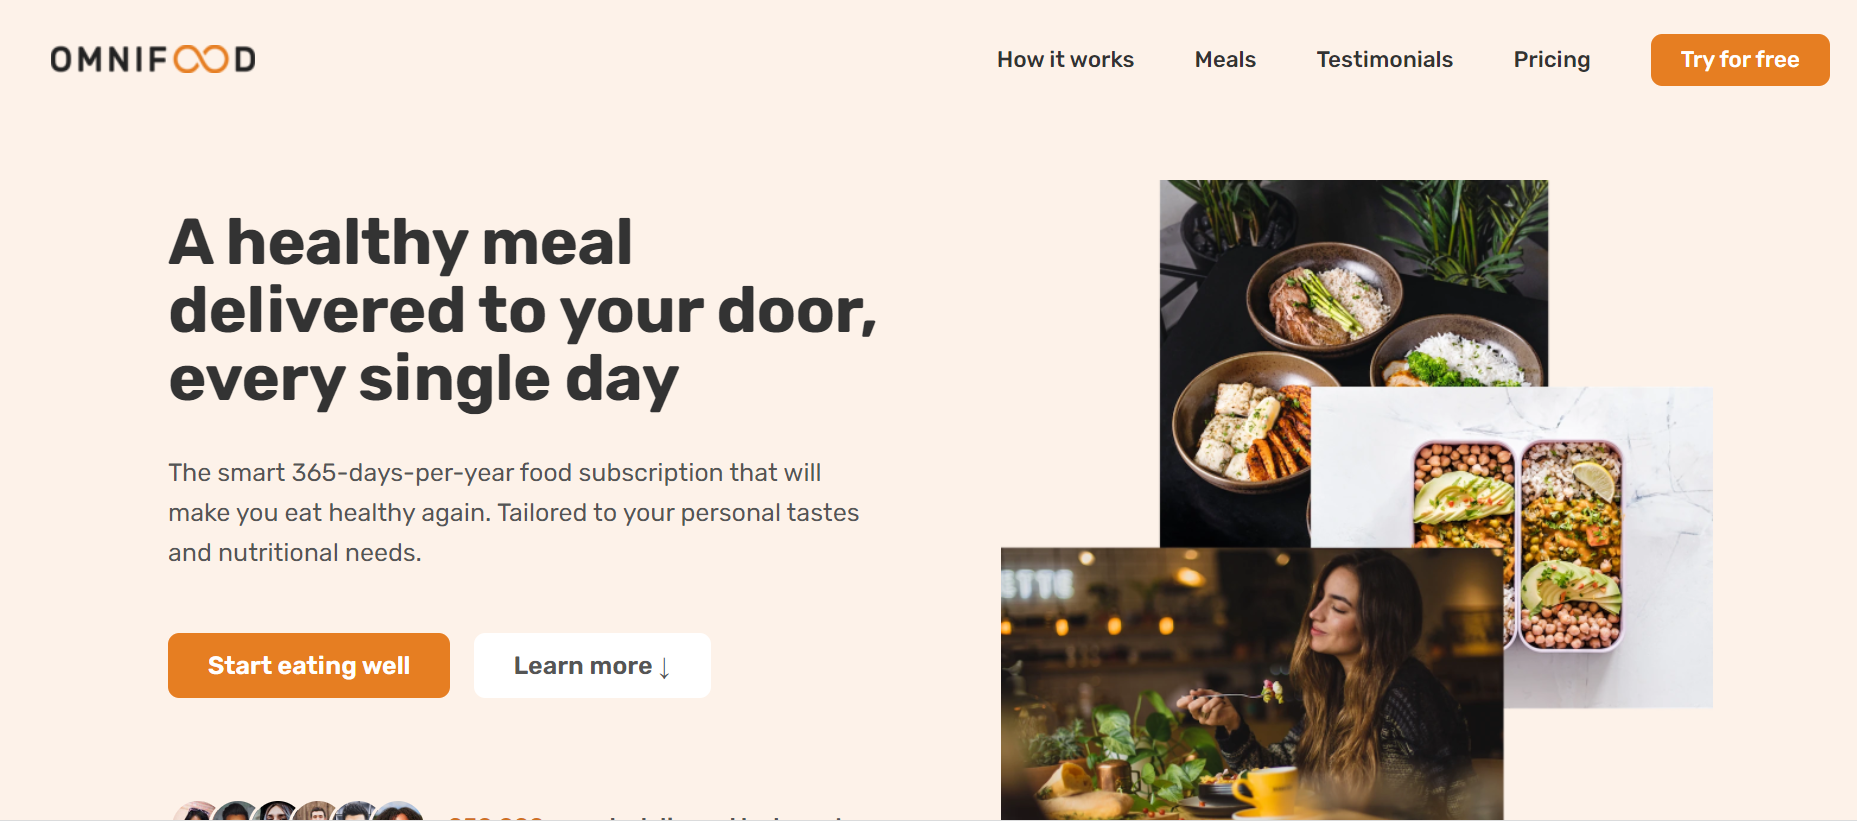 OMNIFOOD
How it works
Meals
Testimonials
Pricing
Try for free
A healthy meal
delivered to your door,
every single day
The smart 365-days-per-year food subscription that will
make you eat healthy again. Tailored to your personal tastes
and nutritional needs.
Start eating well
Learn more ↓
ETTE